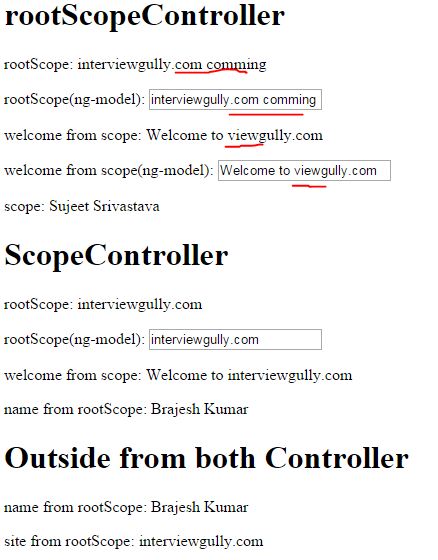 rootScopeController
rootScope: interviewgully.com comming
rootScope(ng-model): interviewgully.com comming
welcome from scope: Welcome to viewgully.com
welcome from scope(ng-model): Welcome to viewgully.com
scope: Sujeet Srivastava
ScopeController
rootScope: interviewgully.com
rootScope(ng-model): interviewgully.com
welcome from scope: Welcome to interviewgully.com
name from rootScope: Brajesh Kumar
Outside from both Controller
name from rootScope: Brajesh Kumar
site from rootScope: interviewgully.com